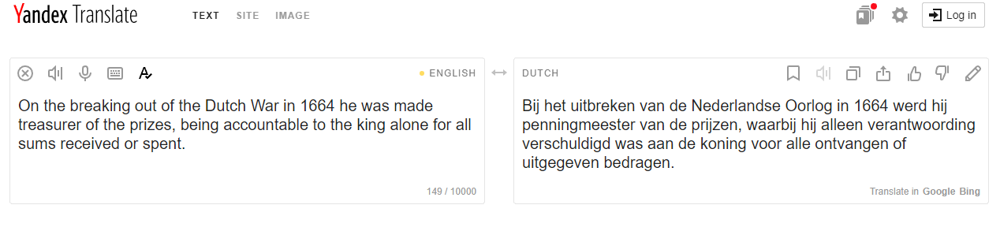 Yandex Translate
TEXT SITE IMAGE
Log in
ENGLISH
DUTCH
On the breaking out of the Dutch War in 1664 he was made
treasurer of the prizes, being accountable to the king alone for all
sums received or spent.
149 / 10000
Bij het uitbreken van de Nederlandse Oorlog in 1664 werd hij
penningmeester van de prijzen, waarbij hij alleen verantwoording
verschuldigd was aan de koning voor alle ontvangen of
uitgegeven bedragen.
Translate in Google Bing